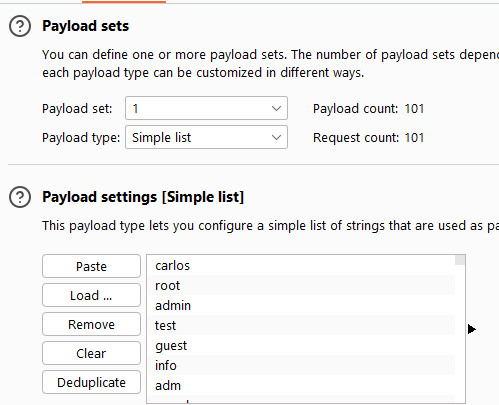 Payload sets
You can define one or more payload sets. The number of payload sets depen
each payload type can be customized in different ways.
Payload set: 1 Payload count: 101
Payload type: Simple list Request count: 101
Payload settings [Simple list]
This payload type lets you configure a simple list of strings that are used as pa
Paste
Load ...
Remove
Clear
Deduplicate
carlos
root
admin
test
guest
info
adm